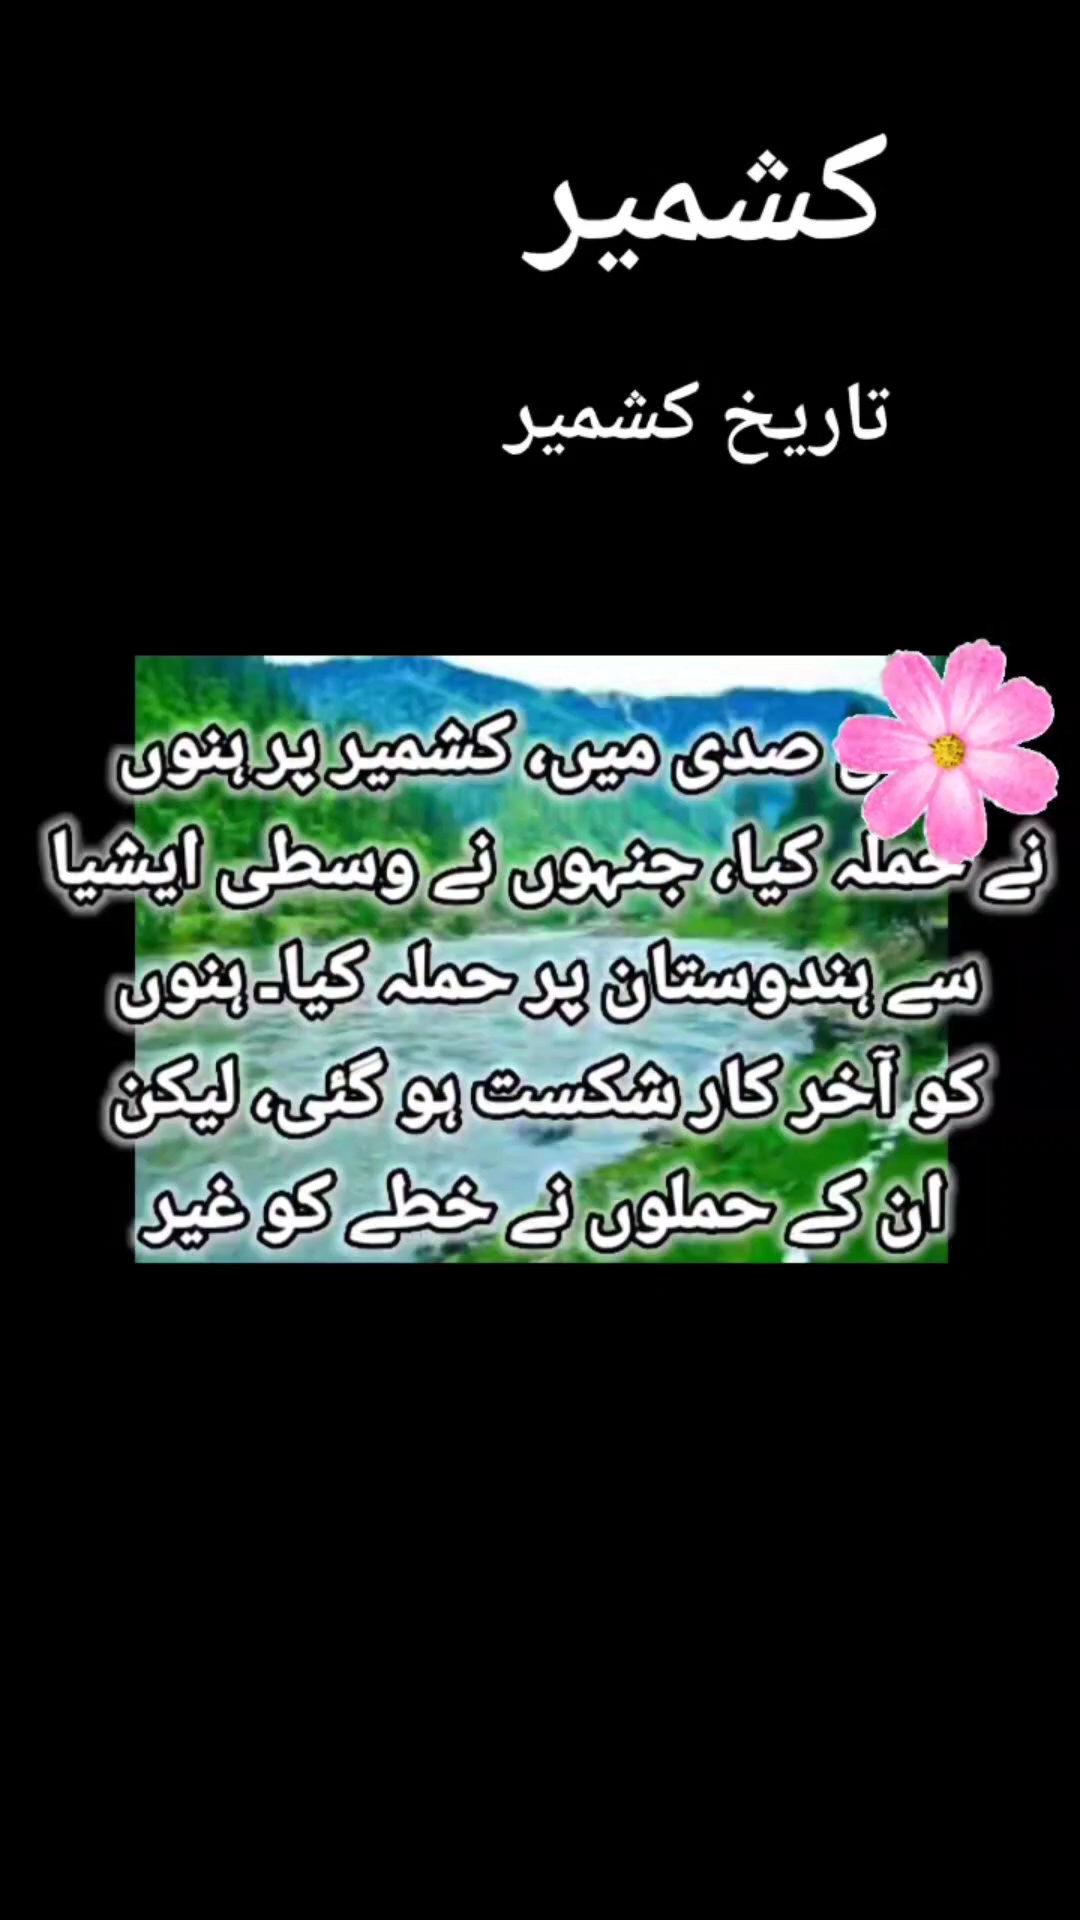 کشمیر
تاریخ کشمیر
صدی میں، کشمیر پر ہنوں
نے حملہ کیا، جنہوں نے وسطی ایشیا
سے ہندوستان پر حملہ کیا۔ ہنوں
کو آخر کار شکست ہو گئی، لیکن
ان کے حملوں نے خطے کو غیر